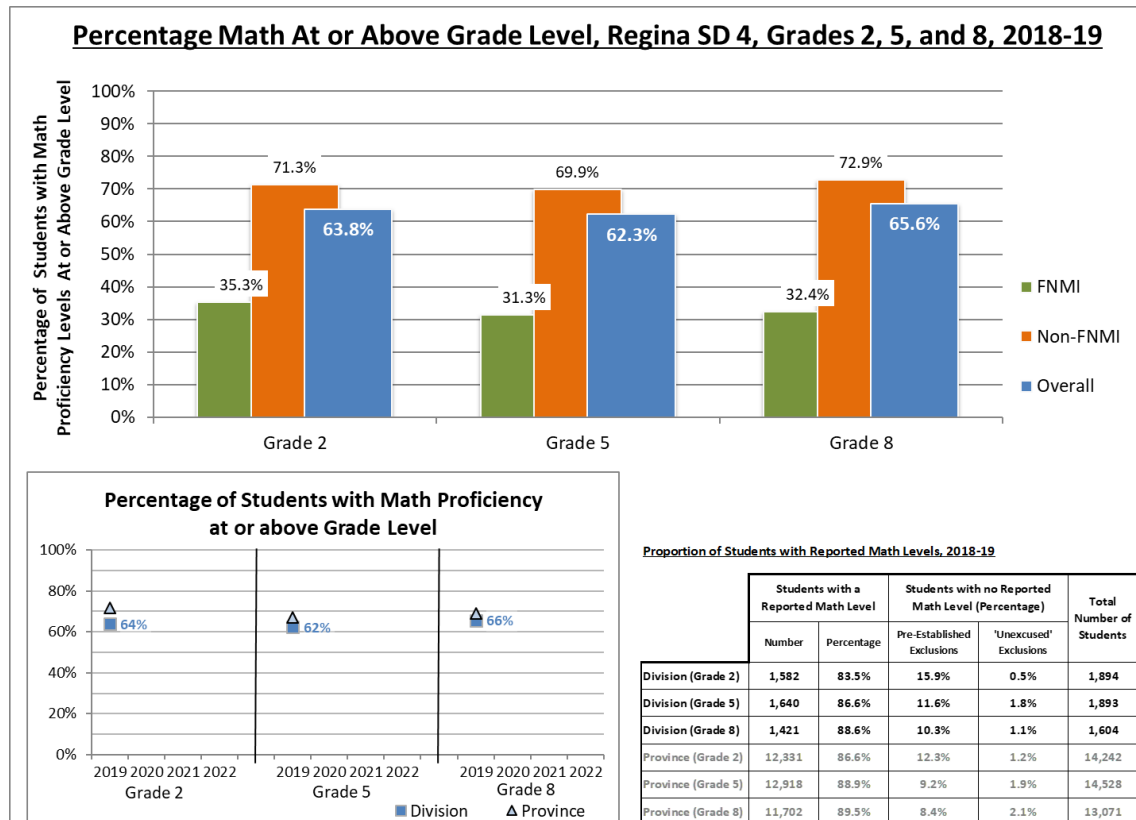 Percentage Math At or Above Grade Level, Regina SD 4, Grades 2, 5, and 8, 2018-19
Percentage of Students with Math
Proficiency Levels At or Above Grade Level
100%
90%
80%
70%
60%
50%
40%
30%
20%
10%
0%
35.3%
71.3%
63.8%
31.3%
69.9%
62.3%
32.4%
72.9%
65.6%
Grade 2
Grade 5
Grade 8
FNMI
Non-FNMI
Overall
Percentage of Students with Math Proficiency
at or above Grade Level
100%
80%
60%
40%
20%
0%
64%
62%
66%
2019 2020 2021 2022 2019 2020 2021 2022 2019 2020 2021 2022
Grade 2 Grade 5 Grade 8
Division Province
Proportion of Students with Reported Math Levels, 2018-19
Students with a
Reported Math Level
Students with no Reported
Math Level (Percentage)
Total
Number of
Students
Number
Percentage
Pre-Established
Exclusions
'Unexcused'
Exclusions
Division (Grade 2) 1,582 83.5% 15.9% 0.5% 1,894
Division (Grade 5) 1,640 86.6% 11.6% 1.8% 1,893
Division (Grade 8) 1,421 88.6% 10.3% 1.1% 1,604
Province (Grade 2) 12,331 86.6% 12.3% 1.2% 14,242
Province (Grade 5) 12,918 88.9% 9.2% 1.9% 14,528
Province (Grade 8) 11,702 89.5% 8.4% 2.1% 13,071